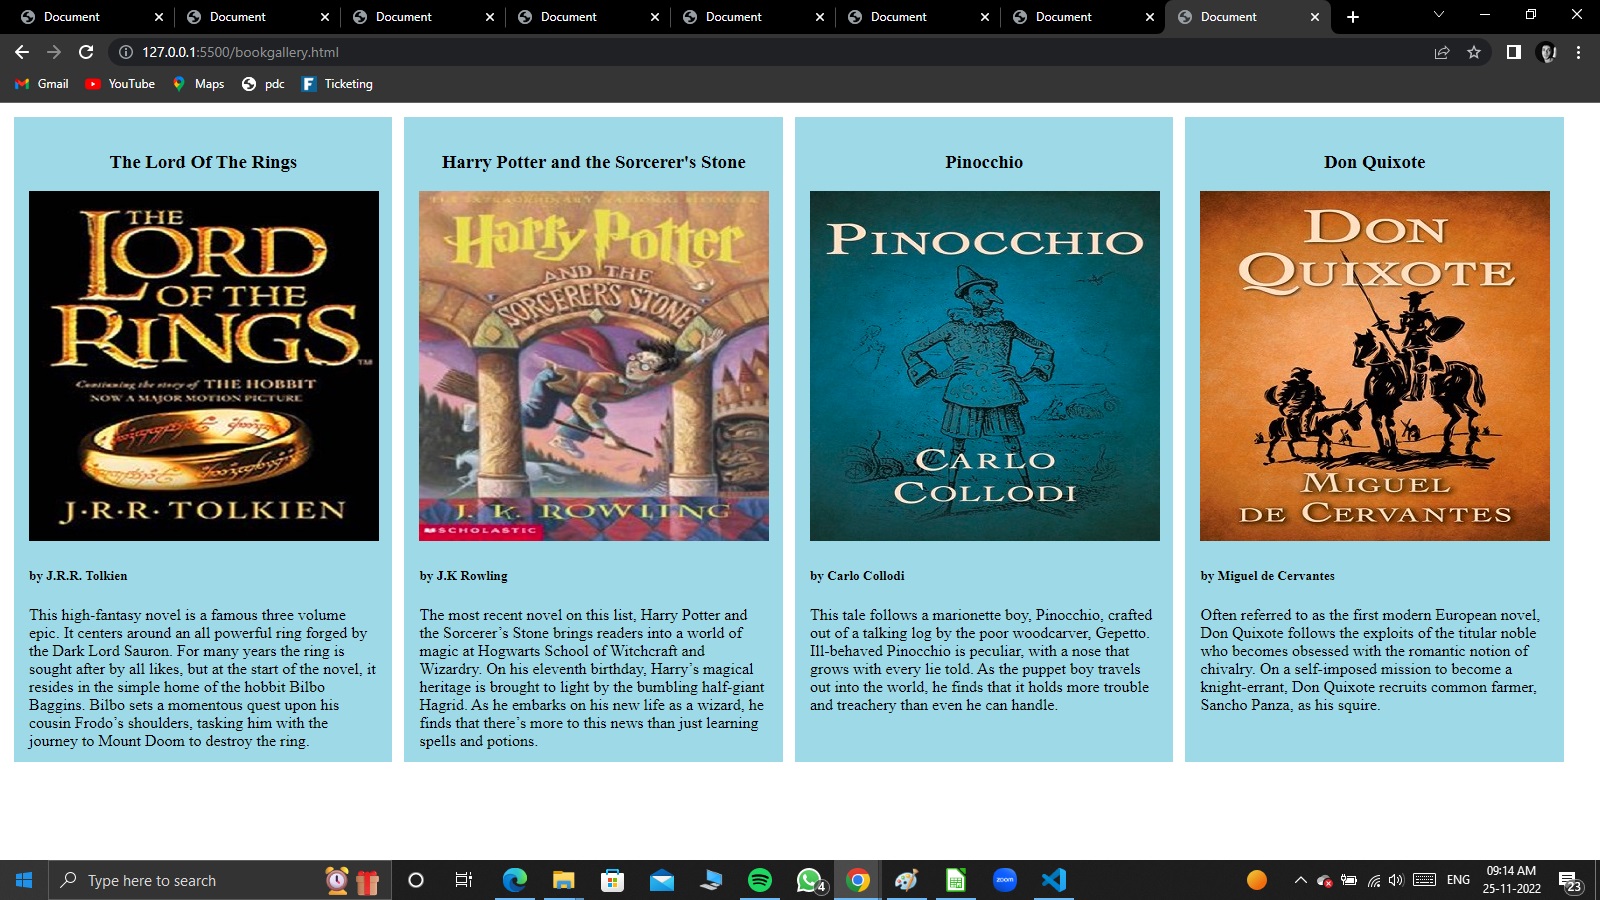 Document Document Document Document Document Document Document Document
127.0.0.1:5500/bookgallery.html
Gmail YouTube Maps pdc Ticketing
The Lord Of The Rings
THE
LORD
OF THE
RINGS™
Continuing the story of THE HOBBIT
NOW A MAJOR MOTION PICTURE
J·R·R·TOLKIEN
by J.R.R. Tolkien
This high-fantasy novel is a famous three volume
epic. It centers around an all powerful ring forged by
the Dark Lord Sauron. For many years the ring is
sought after by all likes, but at the start of the novel, it
resides in the simple home of the hobbit Bilbo
Baggins. Bilbo sets a momentous quest upon his
cousin Frodo’s shoulders, tasking him with the
journey to Mount Doom to destroy the ring.
Harry Potter and the Sorcerer's Stone
Harry Potter
AND THE
SORCERER'S STONE
J. K. ROWLING
SCHOLASTIC
by J.K Rowling
The most recent novel on this list, Harry Potter and
the Sorcerer’s Stone brings readers into a world of
magic at Hogwarts School of Witchcraft and
Wizardry. On his eleventh birthday, Harry’s magical
heritage is brought to light by the bumbling half-giant
Hagrid. As he embarks on his new life as a wizard, he
finds that there’s more to this news than just learning
spells and potions.
Pinocchio
PINOCCHIO
CARLO
COLLODI
by Carlo Collodi
This tale follows a marionette boy, Pinocchio, crafted
out of a talking log by the poor woodcarver, Gepetto.
Ill-behaved Pinocchio is peculiar, with a nose that
grows with every lie told. As the puppet boy travels
out into the world, he finds that it holds more trouble
and treachery than even he can handle.
Don Quixote
DON
QUIXOTE
MIGUEL
DE CERVANTES
by Miguel de Cervantes
Often referred to as the first modern European novel,
Don Quixote follows the exploits of the titular noble
who becomes obsessed with the romantic notion of
chivalry. On a self-imposed mission to become a
knight-errant, Don Quixote recruits common farmer,
Sancho Panza, as his squire.
Type here to search
4
zoom
ENG
09:14 AM
25-11-2022
23